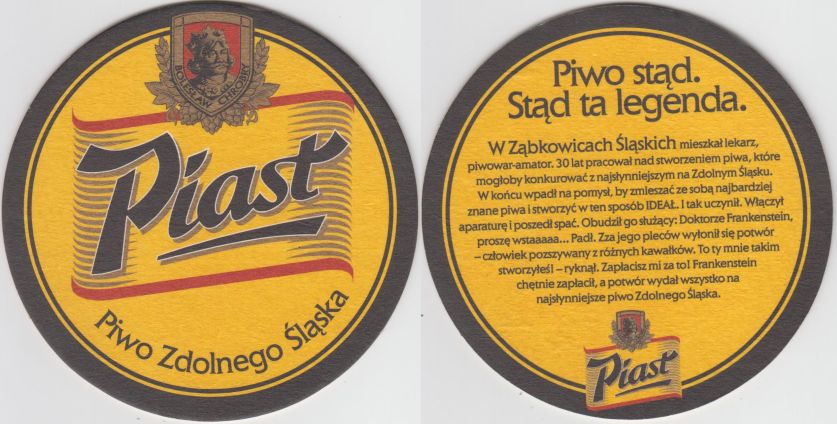 BOLESŁAW CHROBRY
Piast
Piwo Zdolnego Śląska
Piwo stąd.
Stąd ta legenda.
W Ząbkowicach Śląskich mieszkał lekarz,
piwowar-amator. 30 lat pracował nad stworzeniem piwa, które
mogłoby konkurować z najsłynniejszym na Zdolnym Śląsku.
W końcu wpadł na pomysł, by zmieszać ze sobą najbardziej
znane piwa i stworzyć w ten sposób IDEAŁ. I tak uczynił. Włączył
aparaturę i poszedł spać. Obudził go służący: Doktorze Frankenstein,
proszę wstaaaaa... Padł. Zza jego pleców wyłonił się potwór
– człowiek pozszywany z różnych kawałków. To ty mnie takim
stworzyłeś! – ryknął. Zapłacisz mi za to! Frankenstein
chętnie zapłacił, a potwór wydał wszystko na
najsłynniejsze piwo Zdolnego Śląska.
Piast